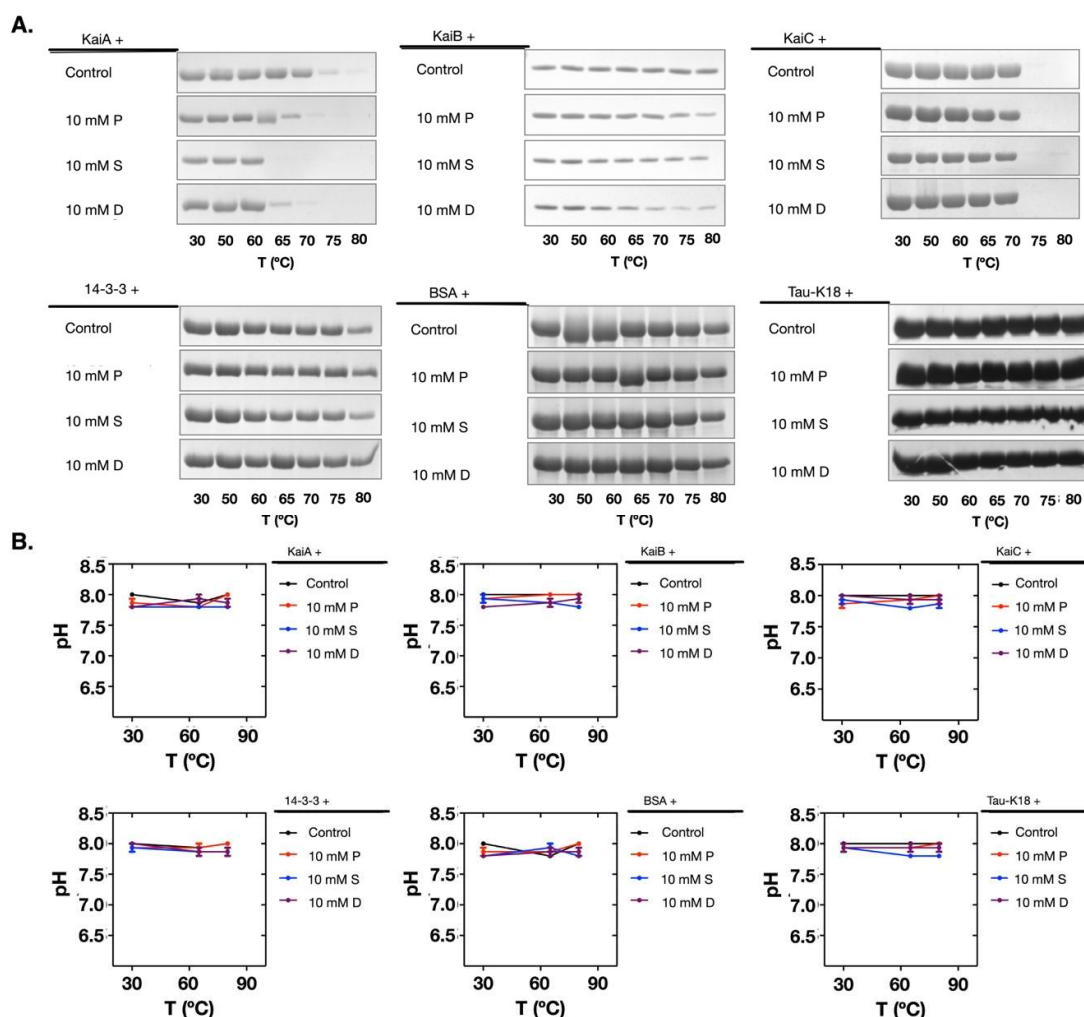 A.
KaiA +
Control
10 mM P
10 mM S
10 mM D
30 50 60 65 70 75 80
T (ºC)
KaiB +
Control
10 mM P
10 mM S
10 mM D
30 50 60 65 70 75 80
T (ºC)
KaiC +
Control
10 mM P
10 mM S
10 mM D
30 50 60 65 70 75 80
T (ºC)
14-3-3 +
Control
10 mM P
10 mM S
10 mM D
30 50 60 65 70 75 80
T (ºC)
BSA +
Control
10 mM P
10 mM S
10 mM D
30 50 60 65 70 75 80
T (ºC)
Tau-K18 +
Control
10 mM P
10 mM S
10 mM D
30 50 60 65 70 75 80
T (ºC)
B.
KaiA +
Control
10 mM P
10 mM S
10 mM D
pH
8.5
8.0
7.5
7.0
6.5
30 60 90
T (ºC)
KaiB +
Control
10 mM P
10 mM S
10 mM D
pH
8.5
8.0
7.5
7.0
6.5
30 60 90
T (ºC)
KaiC +
Control
10 mM P
10 mM S
10 mM D
pH
8.5
8.0
7.5
7.0
6.5
30 60 90
T (ºC)
14-3-3 +
Control
10 mM P
10 mM S
10 mM D
pH
8.5
8.0
7.5
7.0
6.5
30 60 90
T (ºC)
BSA +
Control
10 mM P
10 mM S
10 mM D
pH
8.5
8.0
7.5
7.0
6.5
30 60 90
T (ºC)
Tau-K18 +
Control
10 mM P
10 mM S
10 mM D
pH
8.5
8.0
7.5
7.0
6.5
30 60 90
T (ºC)